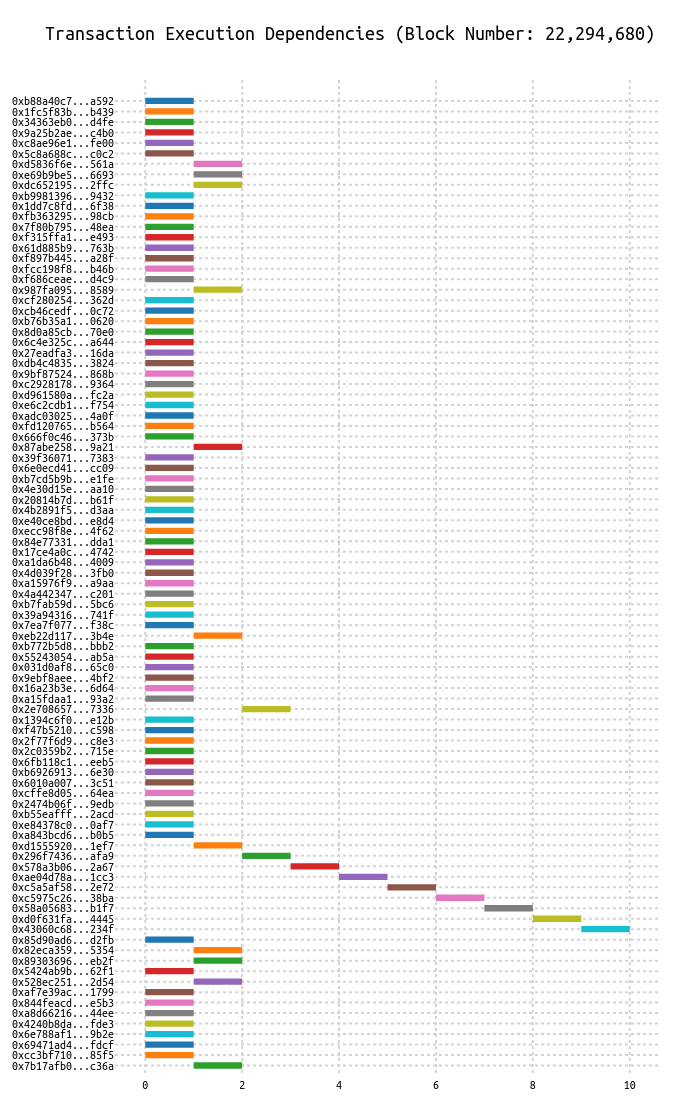 Transaction Execution Dependencies (Block Number: 22,294,680)
0xb88a40c7...a592
0x1fc5f83b...b439
0x34363eb0...d4fe
0x9a25b2ae...c4b0
0xc8ae96e1...fe00
0x5c8a688c...c0c2
0xd5836f6e...561a
0xe69b9be5...6693
0xdc652195...2ffc
0xb9981396...9432
0x1dd7c8fd...6f38
0xfb363295...98cb
0x7f80b795...48ea
0xf315ffa1...e493
0x61d885b9...763b
0xf897b445...a28f
0xfcc198f8...b46b
0xf686ceae...d4c9
0x987fa095...8589
0xcf280254...362d
0xcb46cedf...0c72
0xb76b35a1...0620
0x8d0a85cb...70e0
0x6c4e325c...a644
0x27eadfa3...16da
0xdb4c4835...3824
0x9bf87524...868b
0xc2928178...9364
0xd961580a...fc2a
0xe6c2cdb1...f754
0xadc03025...4a0f
0xfd120765...b564
0x666f0c46...373b
0x87abe258...9a21
0x39f36071...7383
0x6e0ecd41...cc09
0xb7cd5b9b...e1fe
0x4e30d15e...aa10
0x20814b7d...b61f
0x4b2891f5...d3aa
0xe40ce8bd...e8d4
0xecc98f8e...4f62
0x84e77331...dda1
0x17ce4a0c...4742
0xa1da6b48...4009
0x4d039f28...3fb0
0xa15976f9...a9aa
0x4a442347...c201
0xb7fab59d...5bc6
0x39a94316...741f
0x7ea7f077...f38c
0xeb22d117...3b4e
0xb772b5d8...bbb2
0x55243054...ab5a
0x031d0af8...65c0
0x9ebf8aee...4bf2
0x16a23b3e...6d64
0xa15fdaa1...93a2
0x2e708657...7336
0x1394c6f0...e12b
0xf47b5210...c598
0x2f77f6d9...c8e3
0x2c0359b2...715e
0x6fb118c1...eeb5
0xb6926913...6e30
0x6010a007...3c51
0xcffe8d05...64ea
0x2474b06f...9edb
0xb55eafff...2acd
0xe84378c0...0af7
0xa843bcd6...b0b5
0xd1555920...1ef7
0x296f7436...afa9
0x578a3b06...2a67
0xae04d78a...1cc3
0xc5a5af58...2e72
0xc5975c26...38ba
0x58a05683...b1f7
0xd0f631fa...4445
0x43060c68...234f
0x85d90ad6...d2fb
0x82eca359...5354
0x89303696...eb2f
0x5424ab9b...62f1
0x528ec251...2d54
0xaf7e39ac...1799
0x844feacd...e5b3
0xa8d66216...44ee
0x4240b8da...fde3
0x6e788af1...9b2e
0x69471ad4...fdcf
0xcc3bf710...85f5
0x7b17afb0...c36a
0 2 4 6 8 10